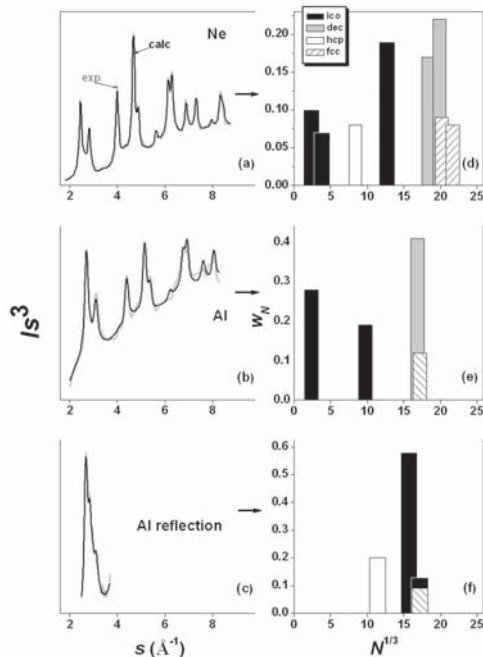 Ne
calc
exp
(a)
2 4 6 8
ico
dec
hcp
fcc
0.20
0.15
0.10
0.05
0.00
(d)
0 5 10 15 20 25
Is³
Al
(b)
2 4 6 8
w_N
0.4
0.3
0.2
0.1
0.0
(e)
0 5 10 15 20 25
Al reflection
(c)
2 4 6 8
s (Å⁻¹)
0.6
0.5
0.4
0.3
0.2
0.1
0.0
(f)
0 5 10 15 20 25
N^1/3